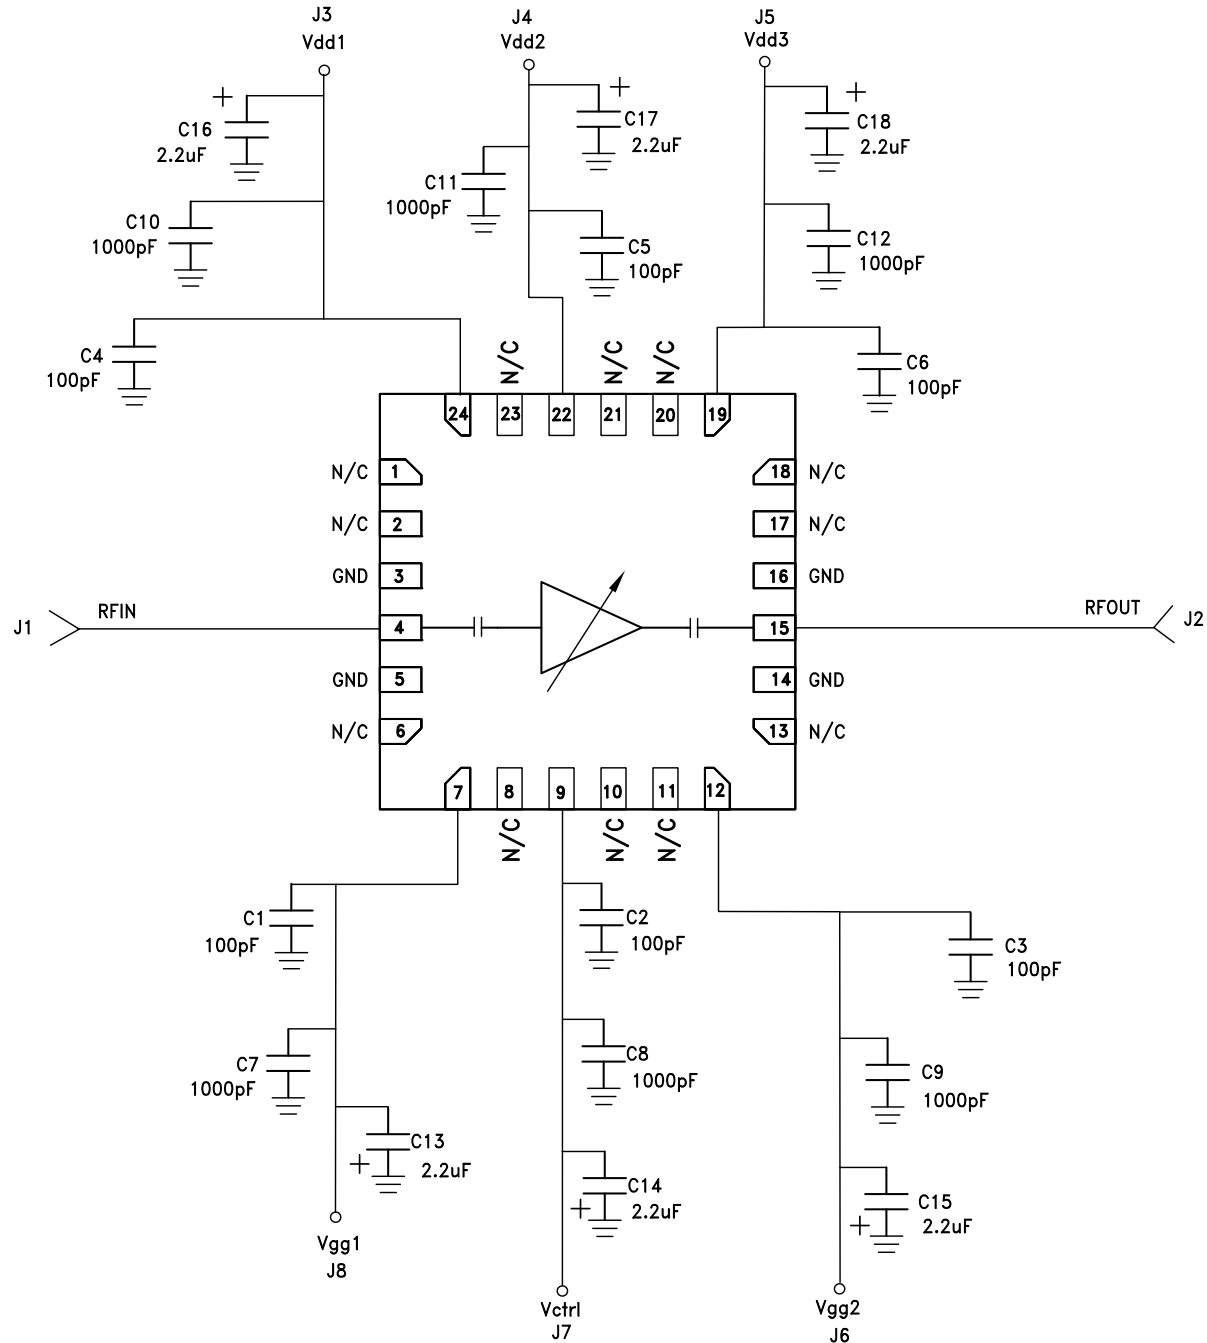 J3
Vdd1
J4
Vdd2
J5
Vdd3
+
C16
2.2uF
+
C17
2.2uF
+
C18
2.2uF
C10
1000pF
C11
1000pF
C5
100pF
C12
1000pF
C4
100pF
C6
100pF
N/C
N/C
N/C
24
23
22
21
20
19
N/C
1
18
N/C
N/C
2
17
N/C
GND
3
16
GND
J1
RFIN
4
15
RFOUT
J2
GND
5
14
GND
N/C
6
13
N/C
7
8
9
10
11
12
N/C
N/C
N/C
C1
100pF
C2
100pF
C3
100pF
C7
1000pF
C8
1000pF
C9
1000pF
C13
+
2.2uF
C14
+
2.2uF
C15
+
2.2uF
Vgg1
J8
Vctrl
J7
Vgg2
J6